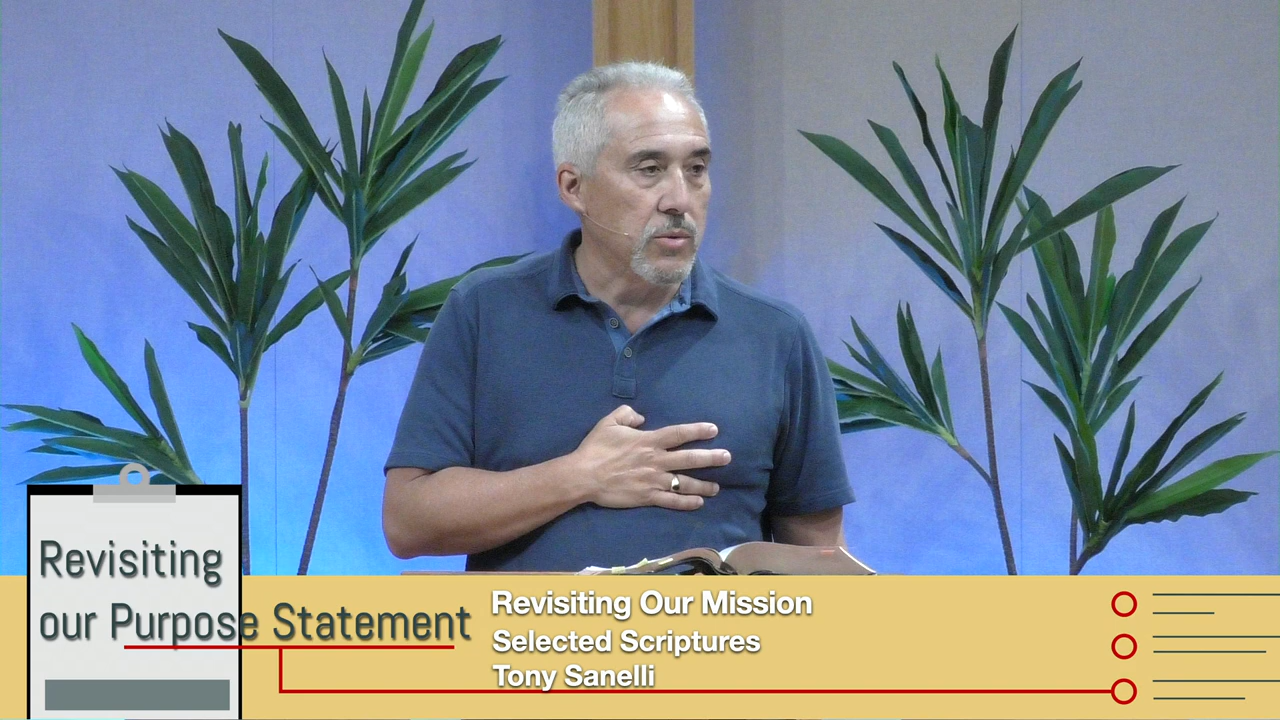 Revisiting
our Purpose Statement
Revisiting Our Mission
Selected Scriptures
Tony Sanelli